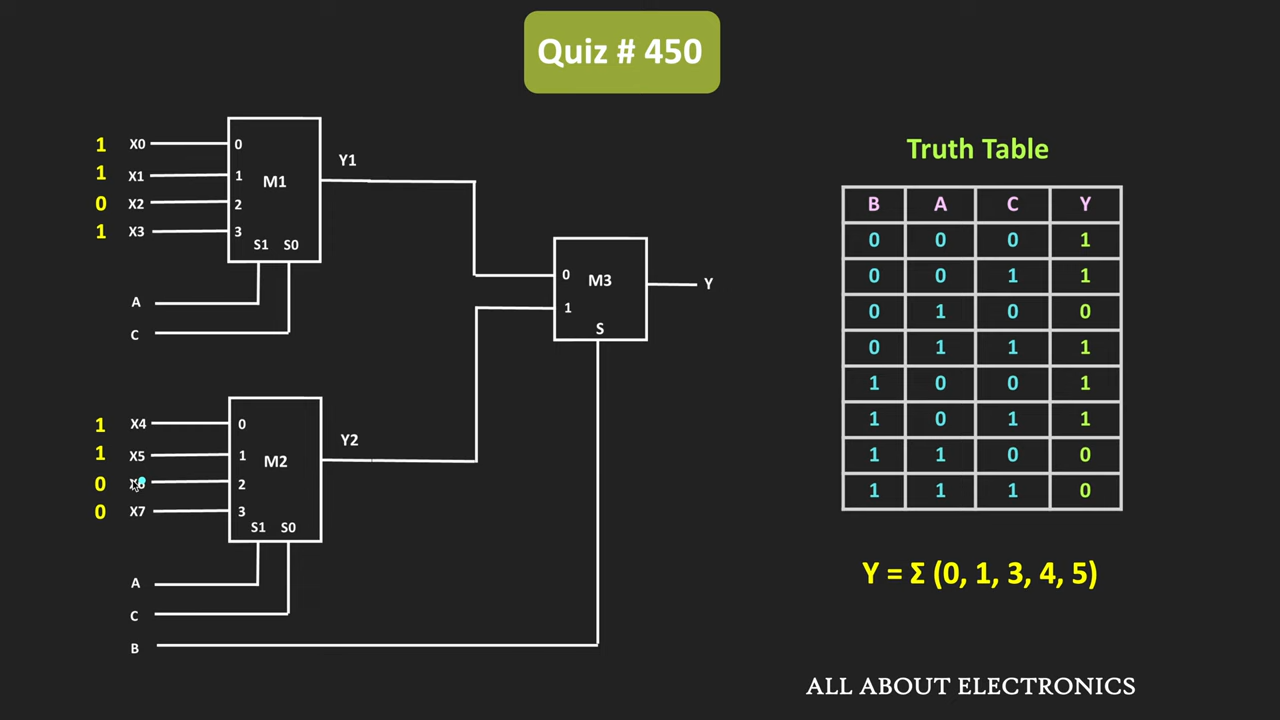 Quiz # 450
1 X0 0
1 X1 1
0 X2 2
1 X3 3
M1
S1 S0
Y1
A
C
1 X4 0
1 X5 1
0 2
0 X7 3
M2
S1 S0
Y2
A
C
B
0
1
M3
S
Y
Truth Table
B A C Y
0 0 0 1
0 0 1 1
0 1 0 0
0 1 1 1
1 0 0 1
1 0 1 1
1 1 0 0
1 1 1 0
Y = Σ (0, 1, 3, 4, 5)
ALL ABOUT ELECTRONICS